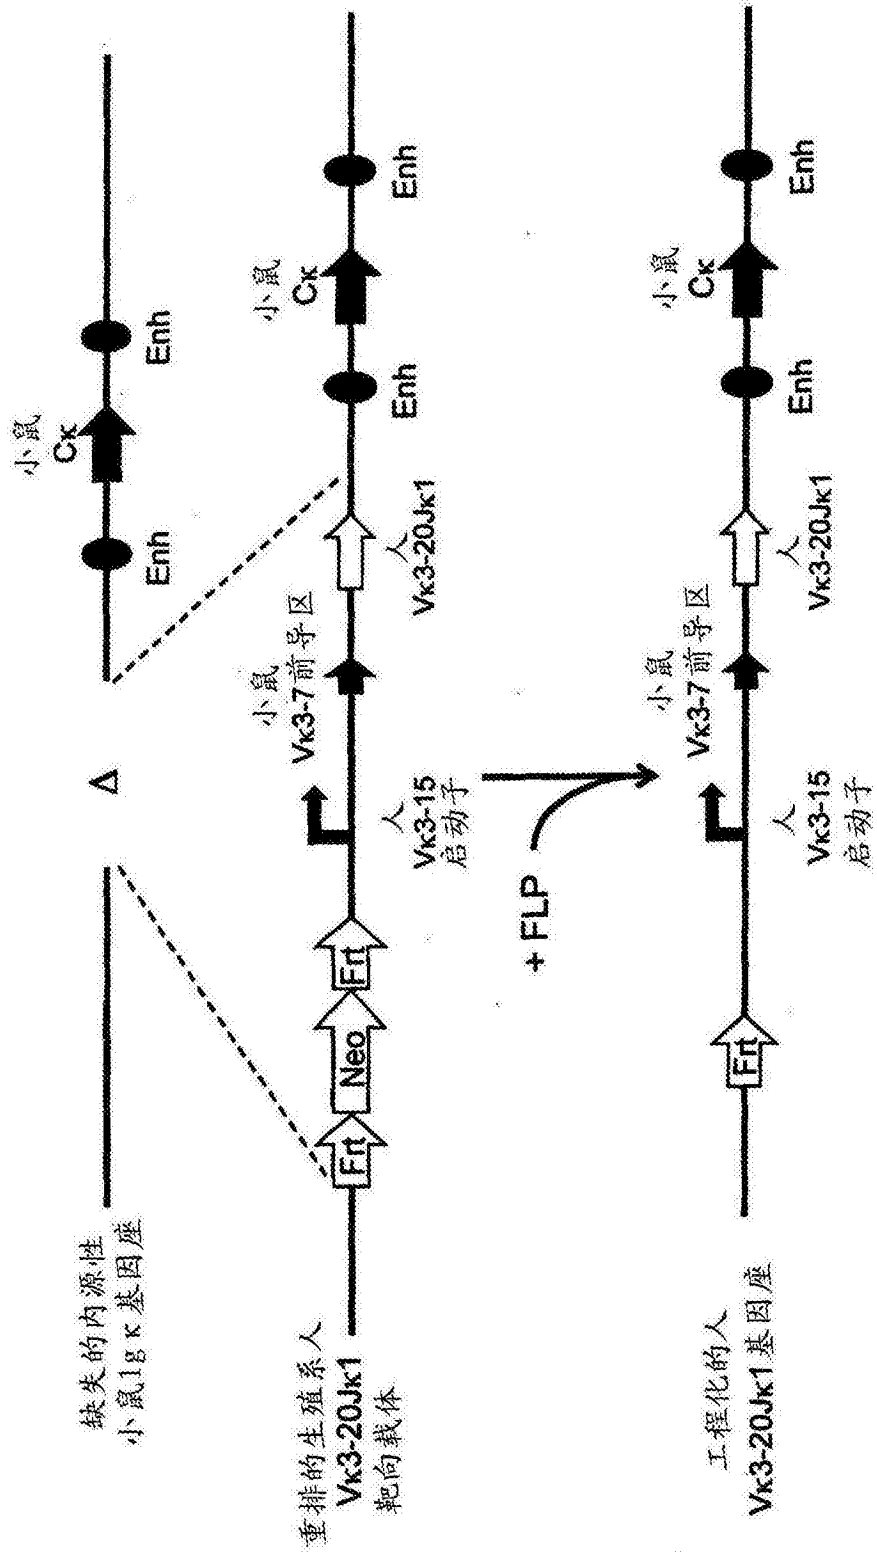 缺失的内源性
小鼠Igκ基因座
Δ
Enh
小鼠
Cκ
Enh
重排的生殖系人
Vκ3-20Jκ1
靶向载体
Frt
Neo
Frt
人
Vκ3-15
启动子
小鼠
Vκ3-7前导区
人
Vκ3-20Jκ1
Enh
小鼠
Cκ
Enh
+ FLP
工程化的人
Vκ3-20Jκ1基因座
Frt
人
Vκ3-15
启动子
小鼠
Vκ3-7前导区
人
Vκ3-20Jκ1
Enh
小鼠
Cκ
Enh